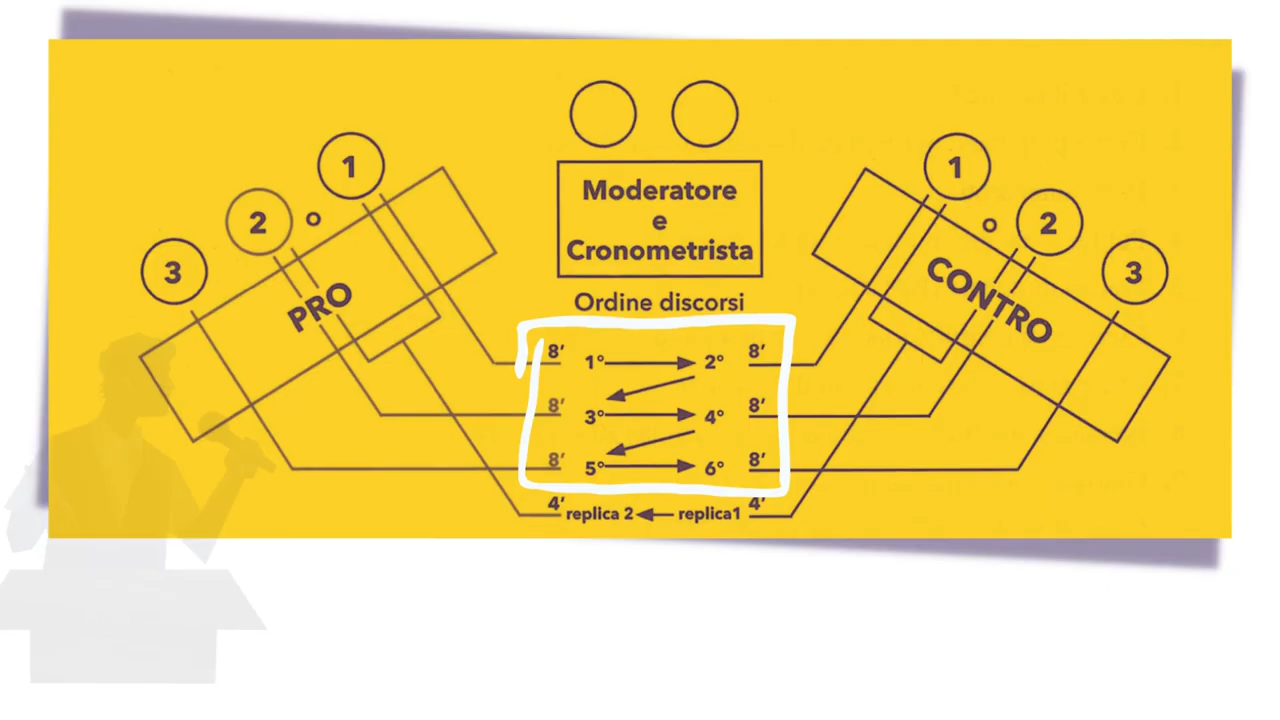 1
2 o
3
PRO
Moderatore
e
Cronometrista
1
o 2
3
CONTRO
Ordine discorsi
8’ 1° 2° 8’
8’ 3° 4° 8’
8’ 5° 6° 8’
4’ replica 2 replica1 4’